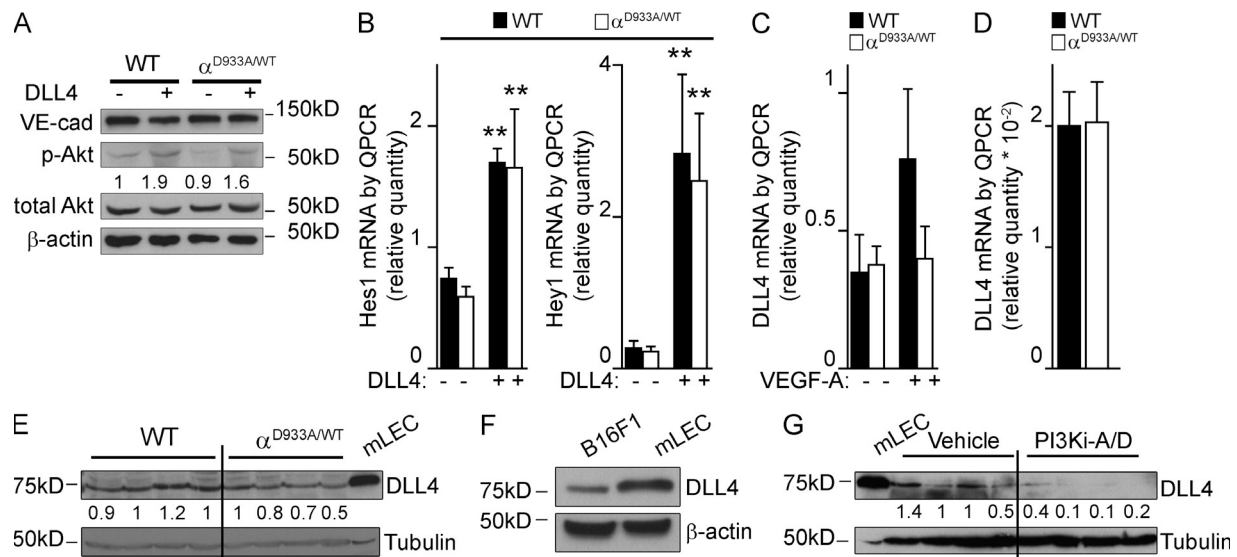 A
WT
α^D933A/WT
DLL4
- + - +
VE-cad
150kD
p-Akt
50kD
1 1.9 0.9 1.6
total Akt
50kD
β-actin
50kD
B
WT
α^D933A/WT
Hes1 mRNA by QPCR
(relative quantity)
2
1
0
**
**
DLL4: - - + +
Hey1 mRNA by QPCR
(relative quantity)
4
2
0
**
**
DLL4: - - + +
C
WT
α^D933A/WT
DLL4 mRNA by QPCR
(relative quantity)
1
0.5
0
VEGF-A: - - + +
D
WT
α^D933A/WT
DLL4 mRNA by QPCR
(relative quantity * 10^-2)
2
1
0
E
WT
α^D933A/WT
mLEC
75kD
DLL4
0.9 1 1.2 1 1 0.8 0.7 0.5
50kD
Tubulin
F
B16F1
mLEC
75kD
DLL4
50kD
β-actin
G
mLEC
Vehicle
PI3Ki-A/D
75kD
DLL4
1.4 1 1 0.5 0.4 0.1 0.1 0.2
50kD
Tubulin